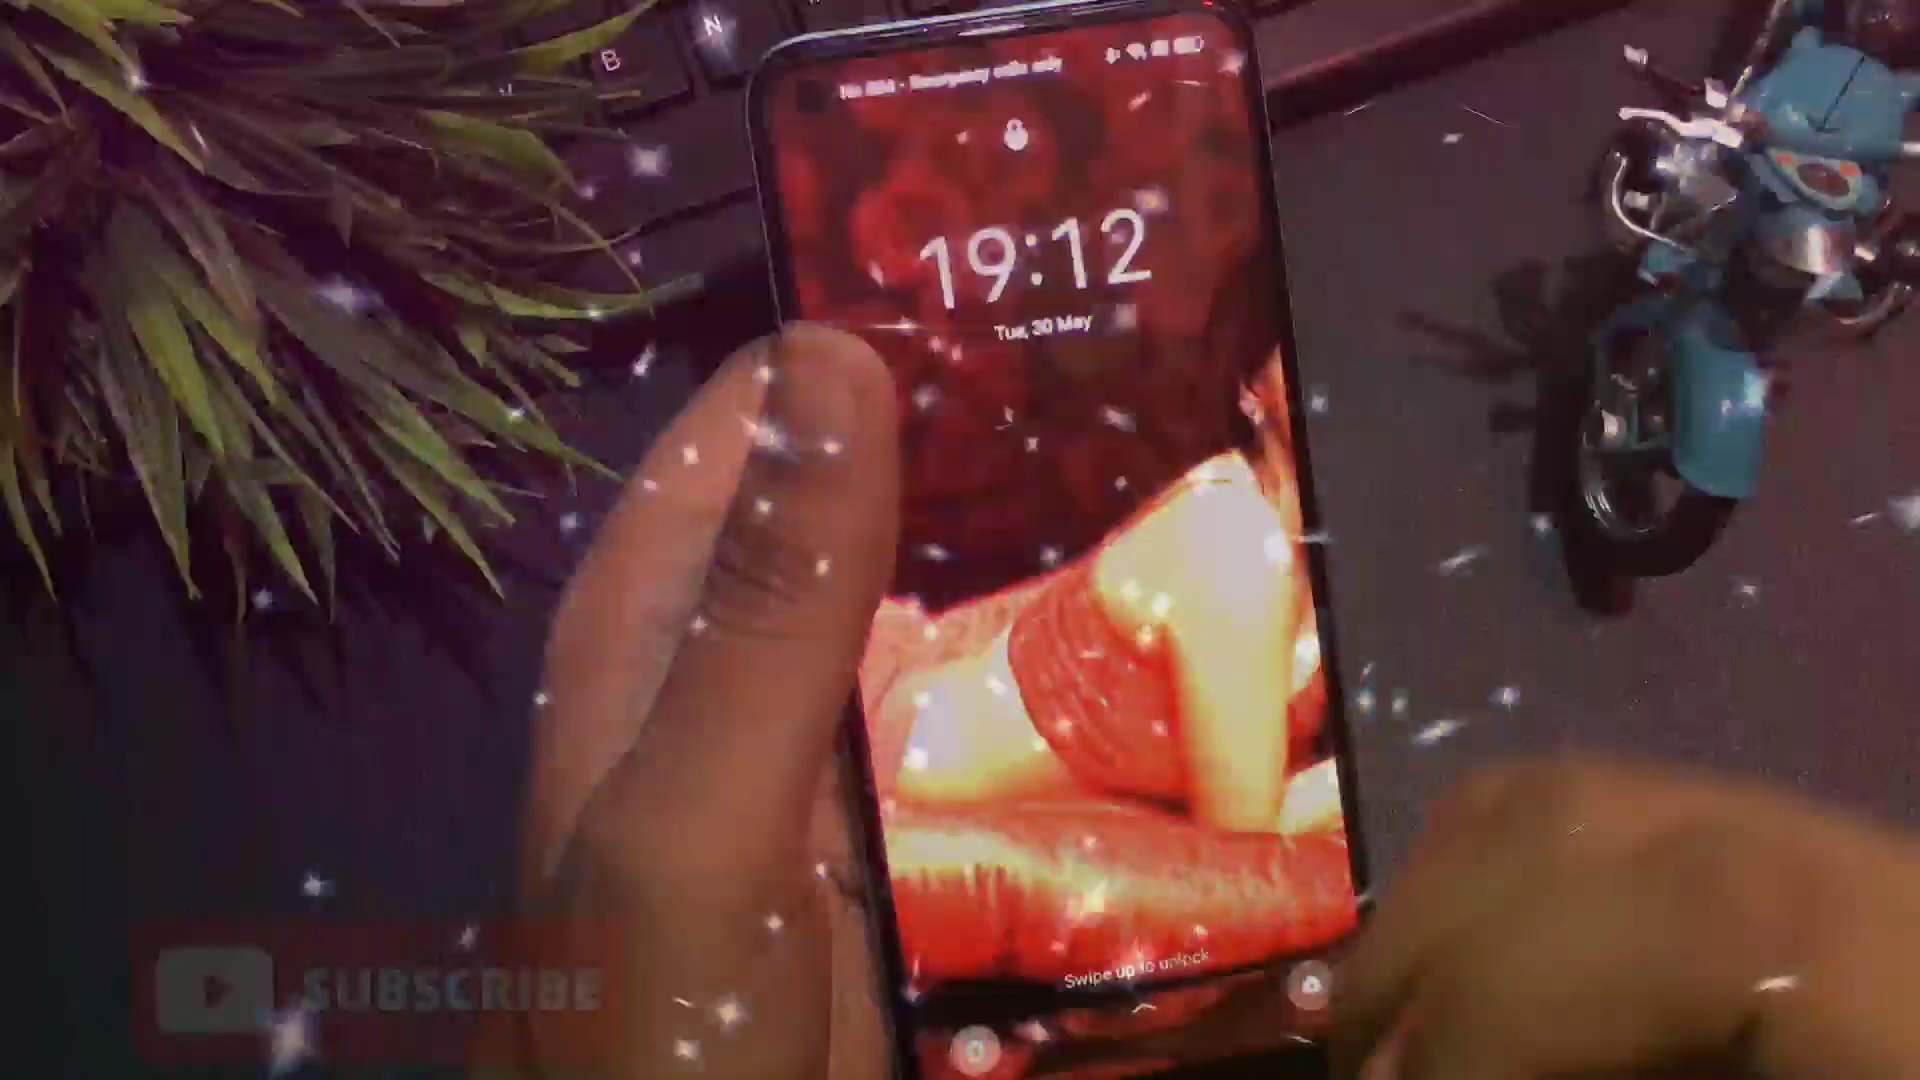 B
N
No SIM - Emergency calls only
19:12
Tue, 30 May
Swipe up to unlock
SUBSCRIBE